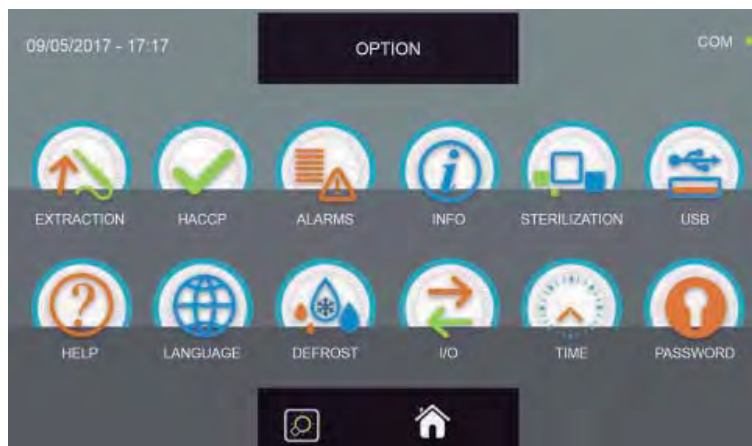 09/05/2017 - 17:17
OPTION
COM
EXTRACTION HACCP ALARMS INFO STERILIZATION USB
HELP LANGUAGE DEFROST I/O TIME PASSWORD